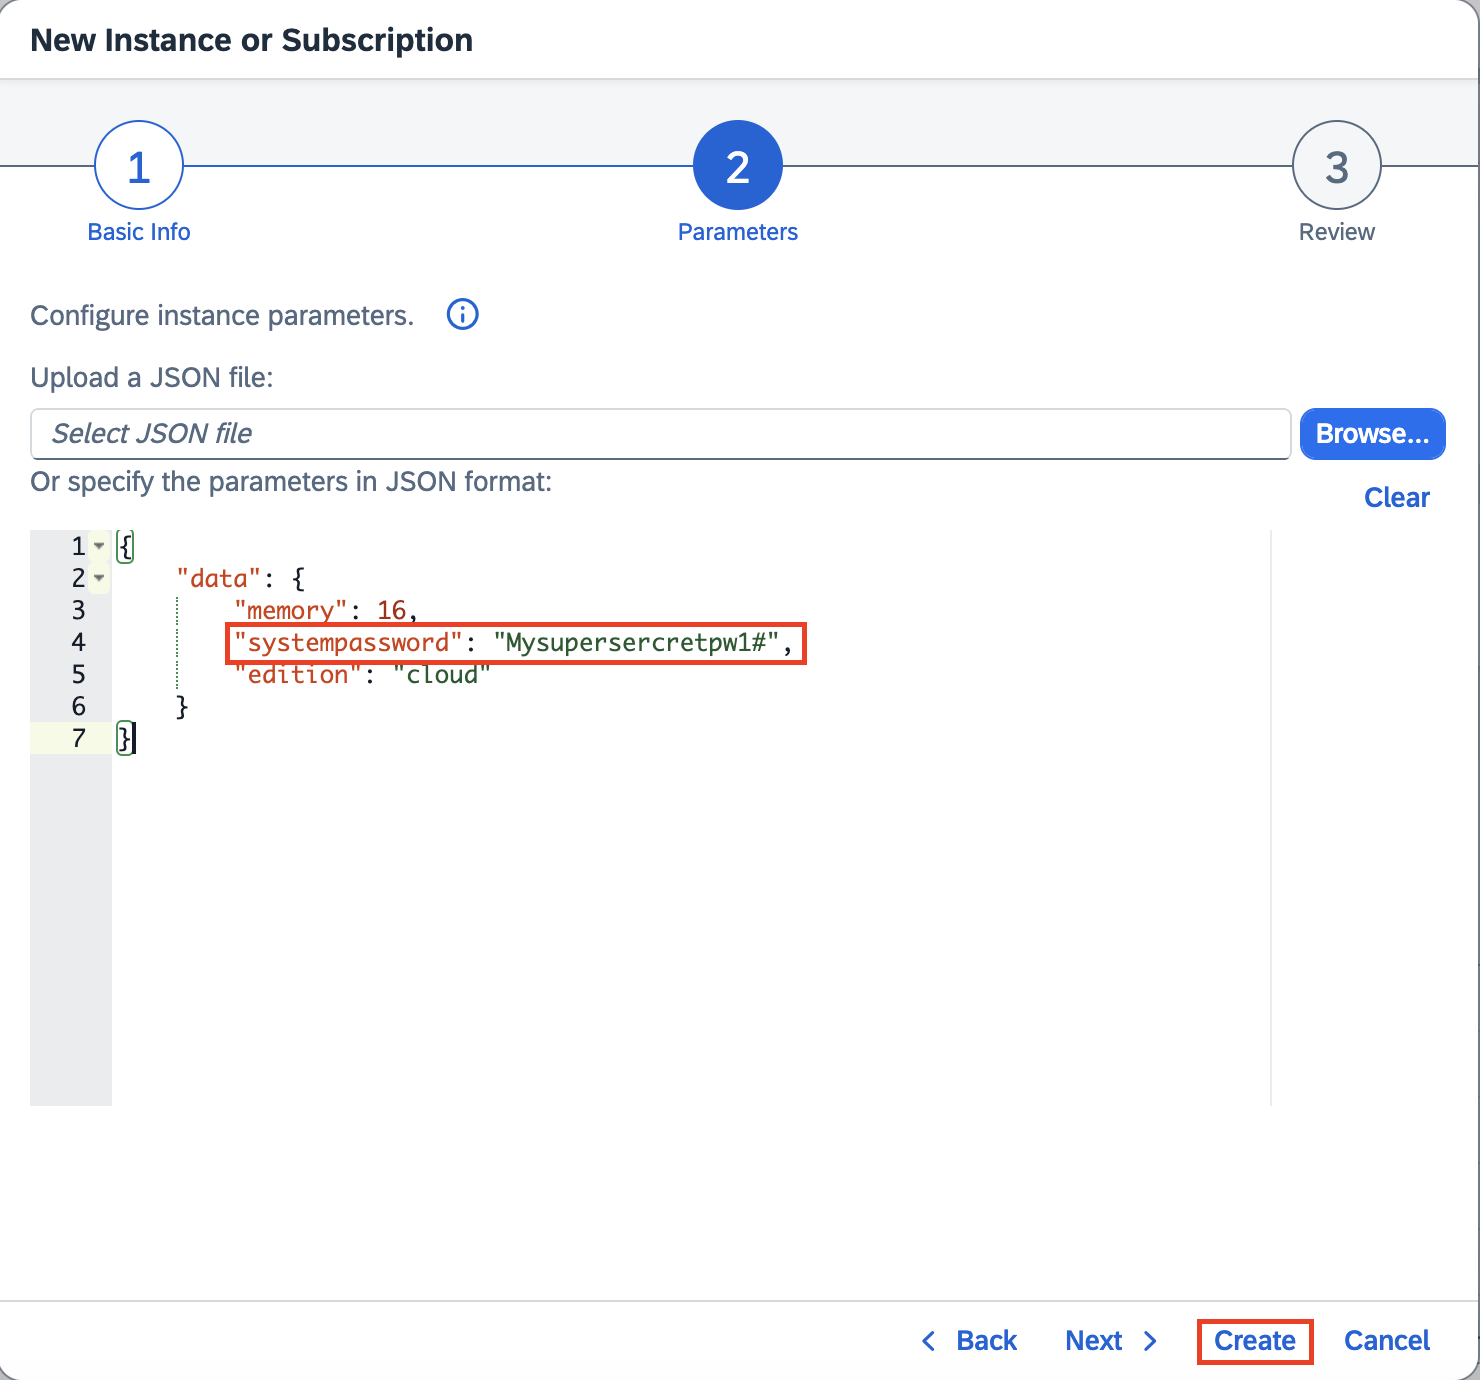 New Instance or Subscription
1
2
3
Basic Info
Parameters
Review
Configure instance parameters.
Upload a JSON file:
Select JSON file
Browse...
Or specify the parameters in JSON format:
Clear
1 {
2 "data": {
3 "memory": 16,
4 "systempassword": "Mysupersercretpw1#",
5 "edition": "cloud"
6 }
7 }
Back Next Create Cancel